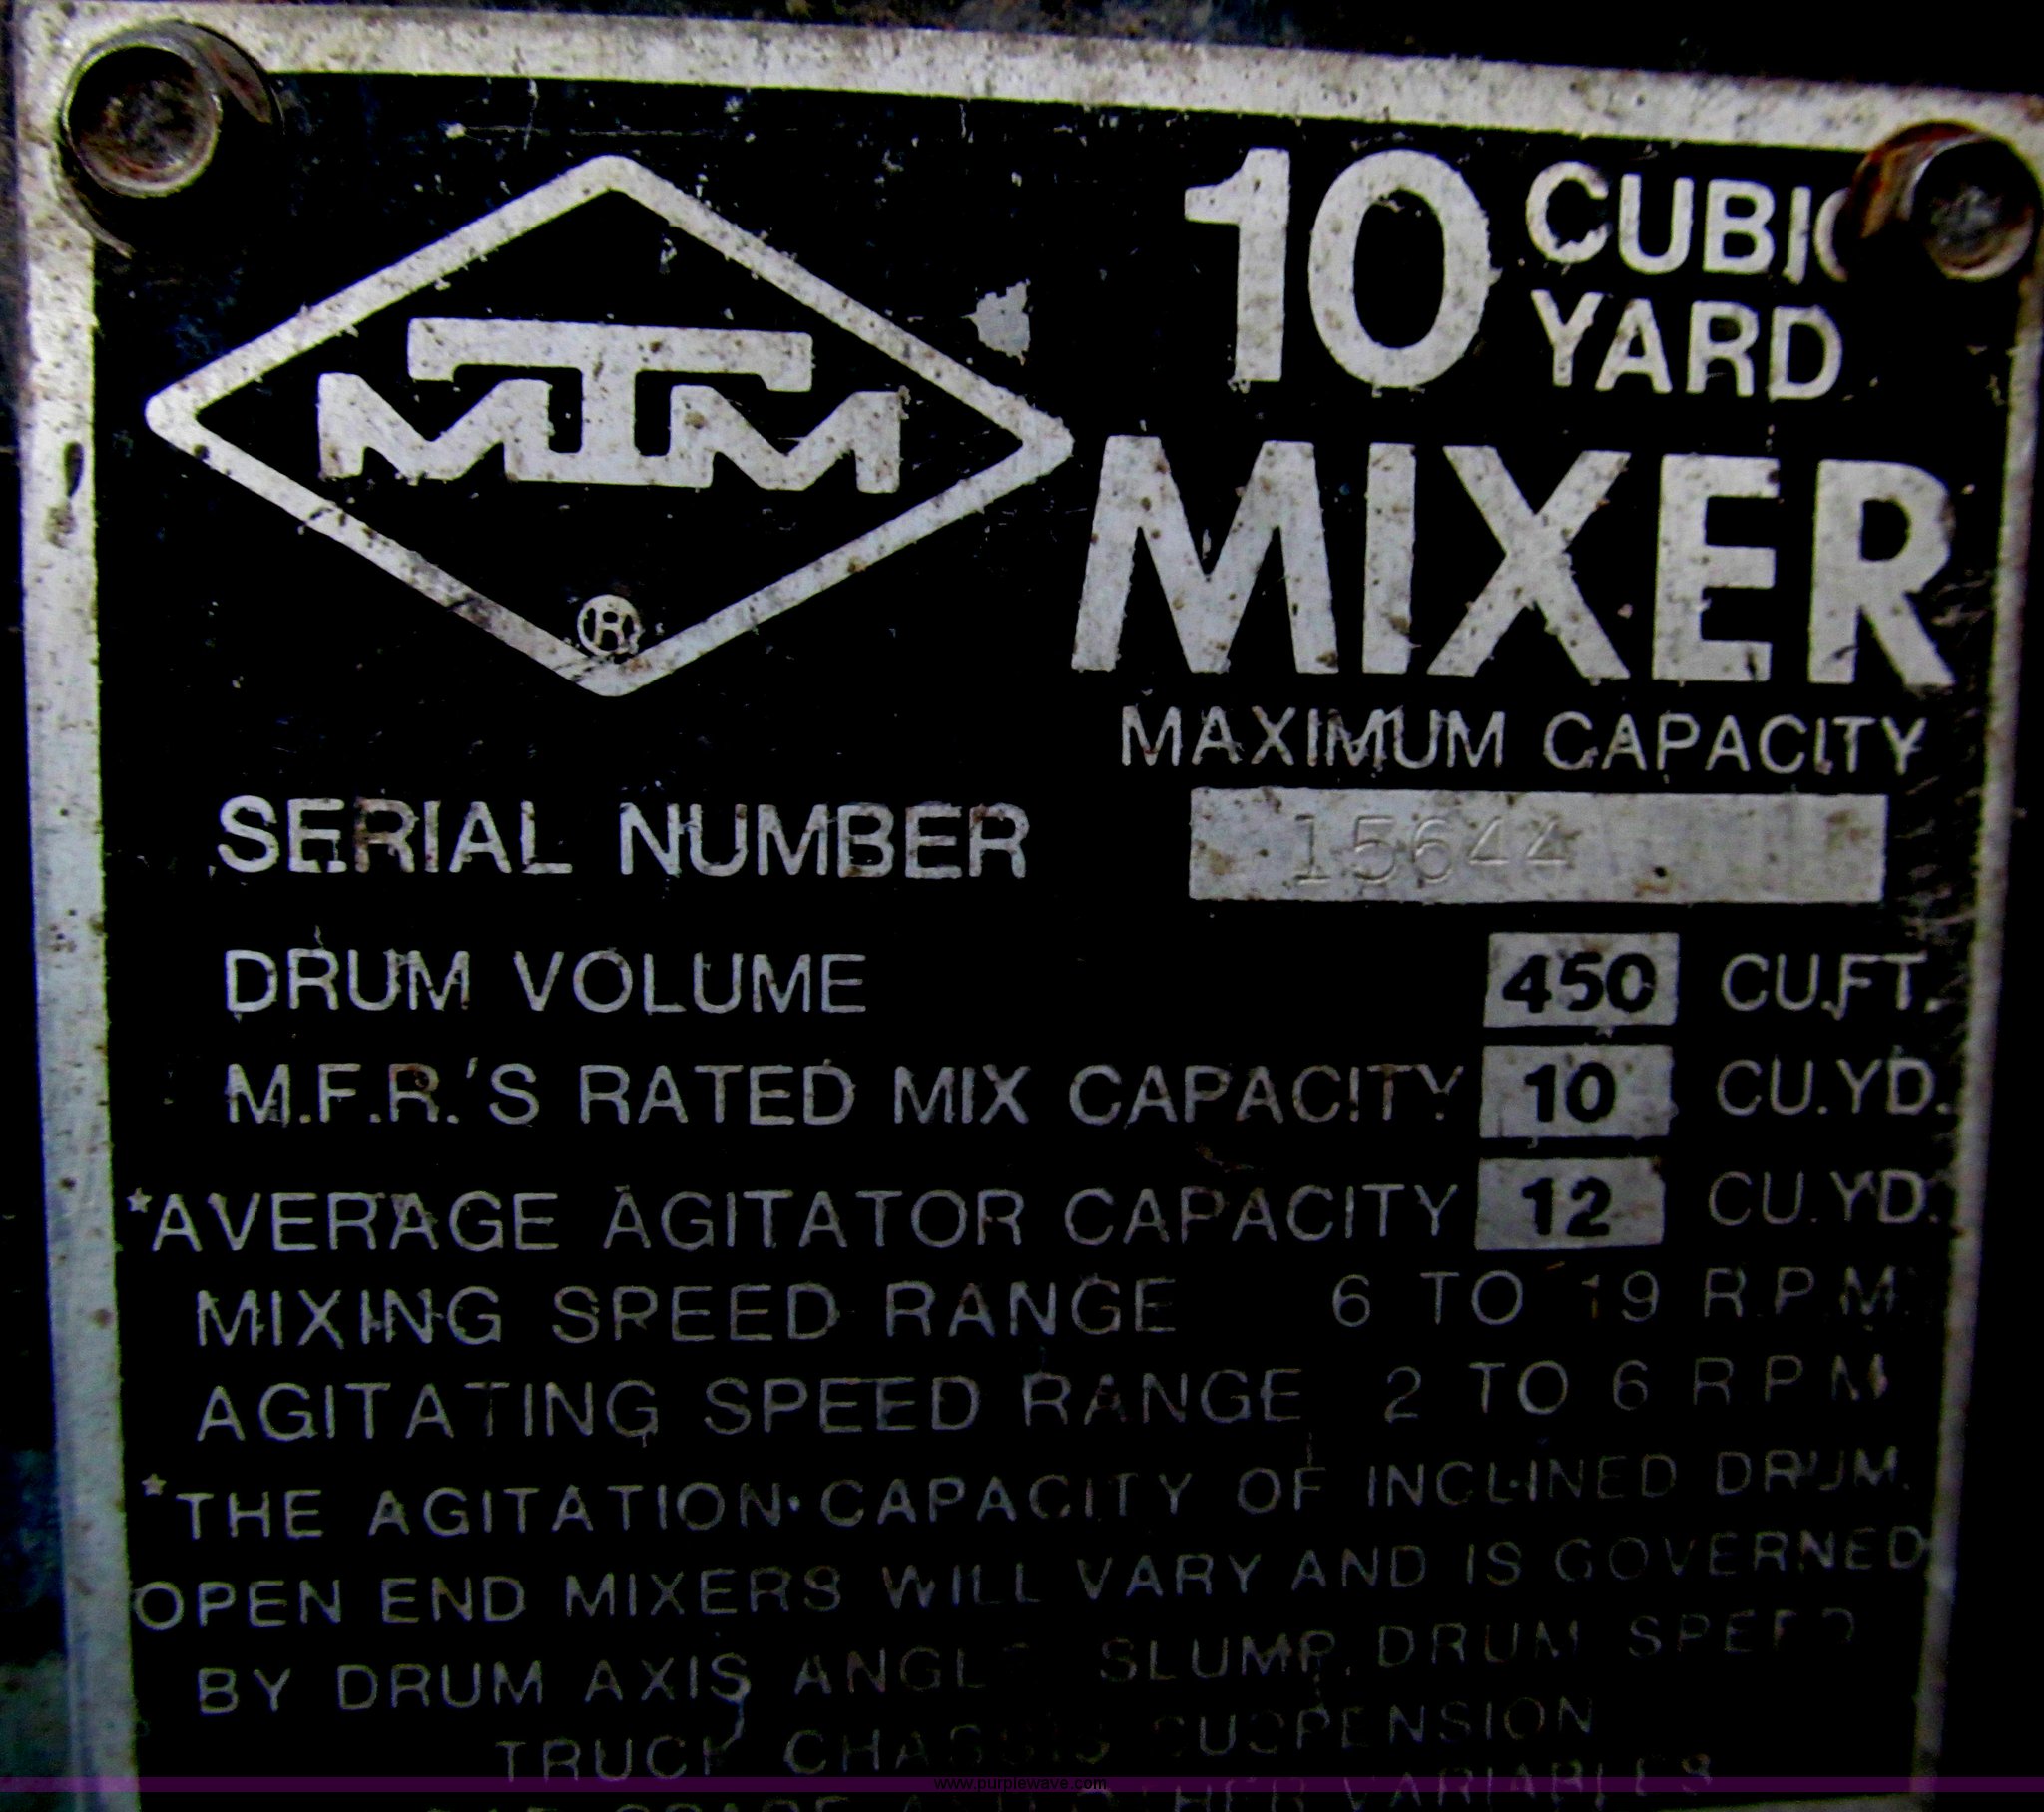 MTM
®
10 CUBIC
YARD
MIXER
MAXIMUM CAPACITY
SERIAL NUMBER 15644
DRUM VOLUME 450 CU.FT.
M.F.R.'S RATED MIX CAPACITY 10 CU.YD.
*AVERAGE AGITATOR CAPACITY 12 CU.YD.
MIXING SPEED RANGE 6 TO 19 R.P.M.
AGITATING SPEED RANGE 2 TO 6 R P M
*THE AGITATION CAPACITY OF INCLINED DRUM.
OPEN END MIXERS WILL VARY AND IS GOVERNED
BY DRUM AXIS ANGLE SLUMP, DRUM SPEED
TRUCK CHASSIS SUSPENSION
VARIABLES
www.purplewave.com